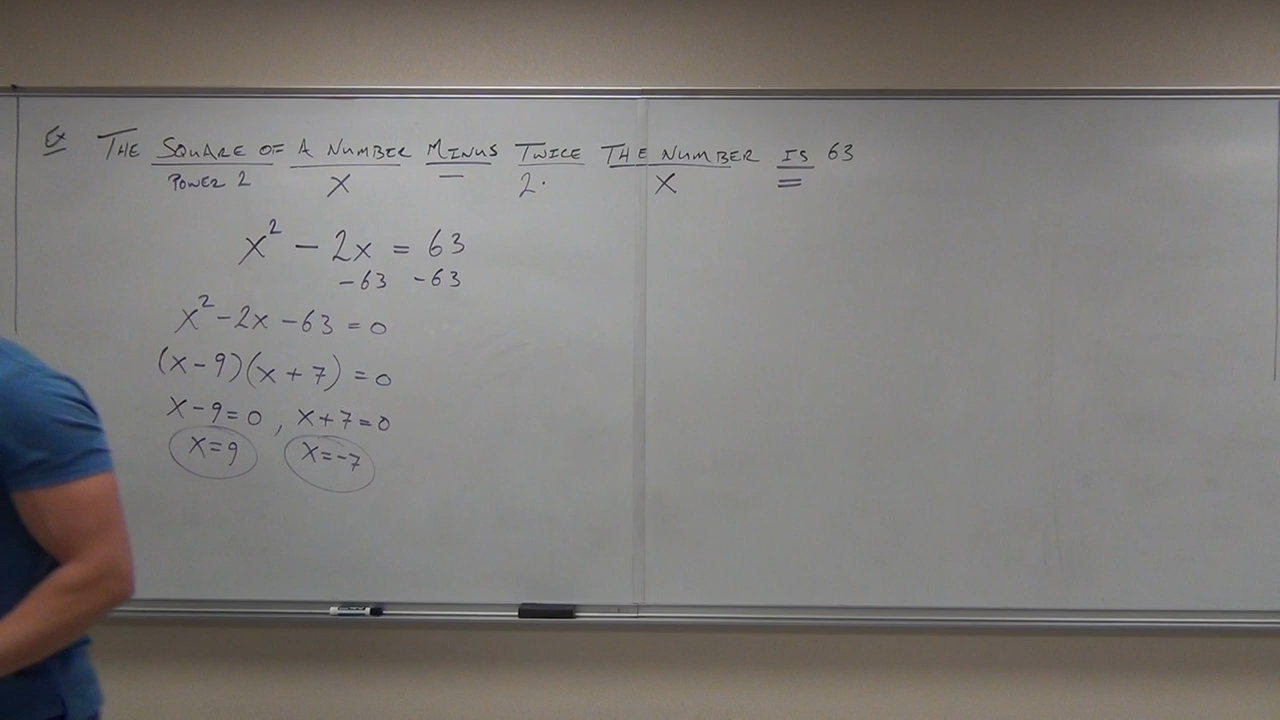 Ex THE SQUARE OF A NUMBER MINUS TWICE THE NUMBER IS 63
POWER 2 X − 2· X =
x² − 2x = 63
−63 −63
x² − 2x − 63 = 0
(x − 9)(x + 7) = 0
x − 9 = 0 , x + 7 = 0
x = 9 x = −7